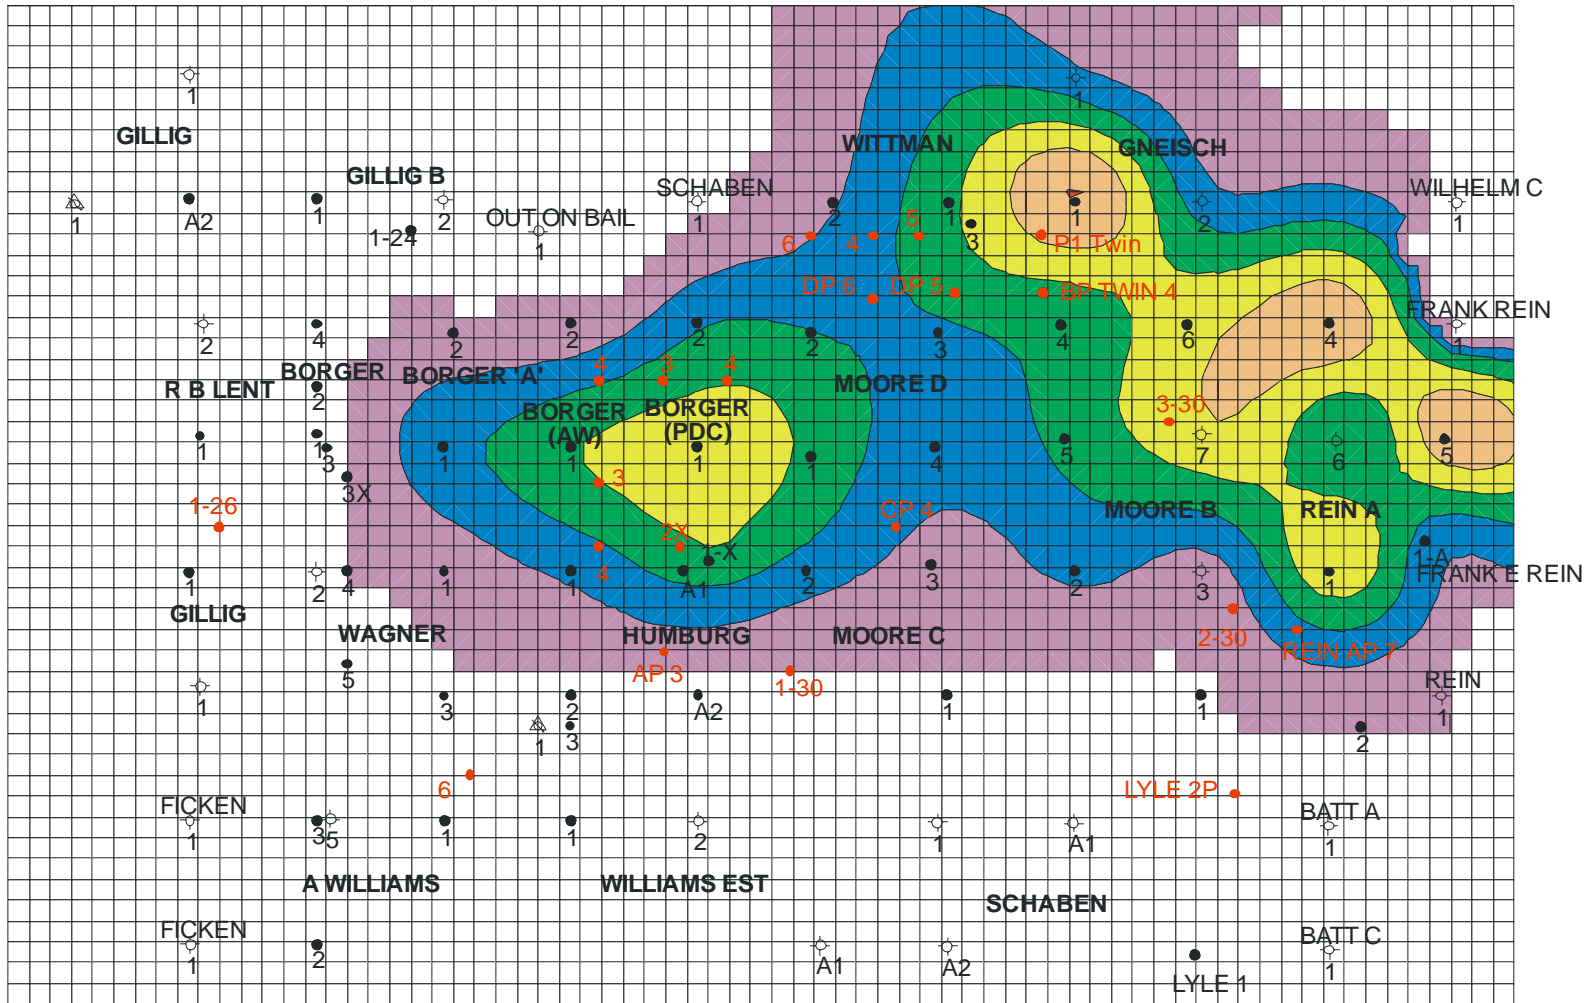 1
1
GILLIG
WITTMAN
GNEISCH
GILLIG B
SCHABEN
WILHELM C
1
A2
1
1-24
2
OUT ON BAIL
1
1
2
1
3
1
2
1
6
4
5
P1 Twin
DP 6
DP 5
BP TWIN 4
FRANK REIN
2
4
2
2
2
2
3
4
6
4
1
R B LENT
BORGER
BORGER 'A'
4
3
4
MOORE D
2
BORGER
(AW)
BORGER
(PDC)
3-30
1
1
3
1
1
1
1
4
5
7
6
5
3X
3
1-26
2X
CP 4
MOORE B
REIN A
1-X
1-A
1
2
4
1
1
4
A1
2
3
2
3
1
FRANK E REIN
GILLIG
WAGNER
HUMBURG
MOORE C
2-30
REIN AP 7
5
AP 3
1-30
REIN
1
3
2
A2
1
1
1
1
3
2
6
LYLE 2P
FICKEN
BATT A
1
3
5
1
1
2
1
A1
1
A WILLIAMS
WILLIAMS EST
SCHABEN
FICKEN
BATT C
1
2
A1
A2
LYLE 1
1